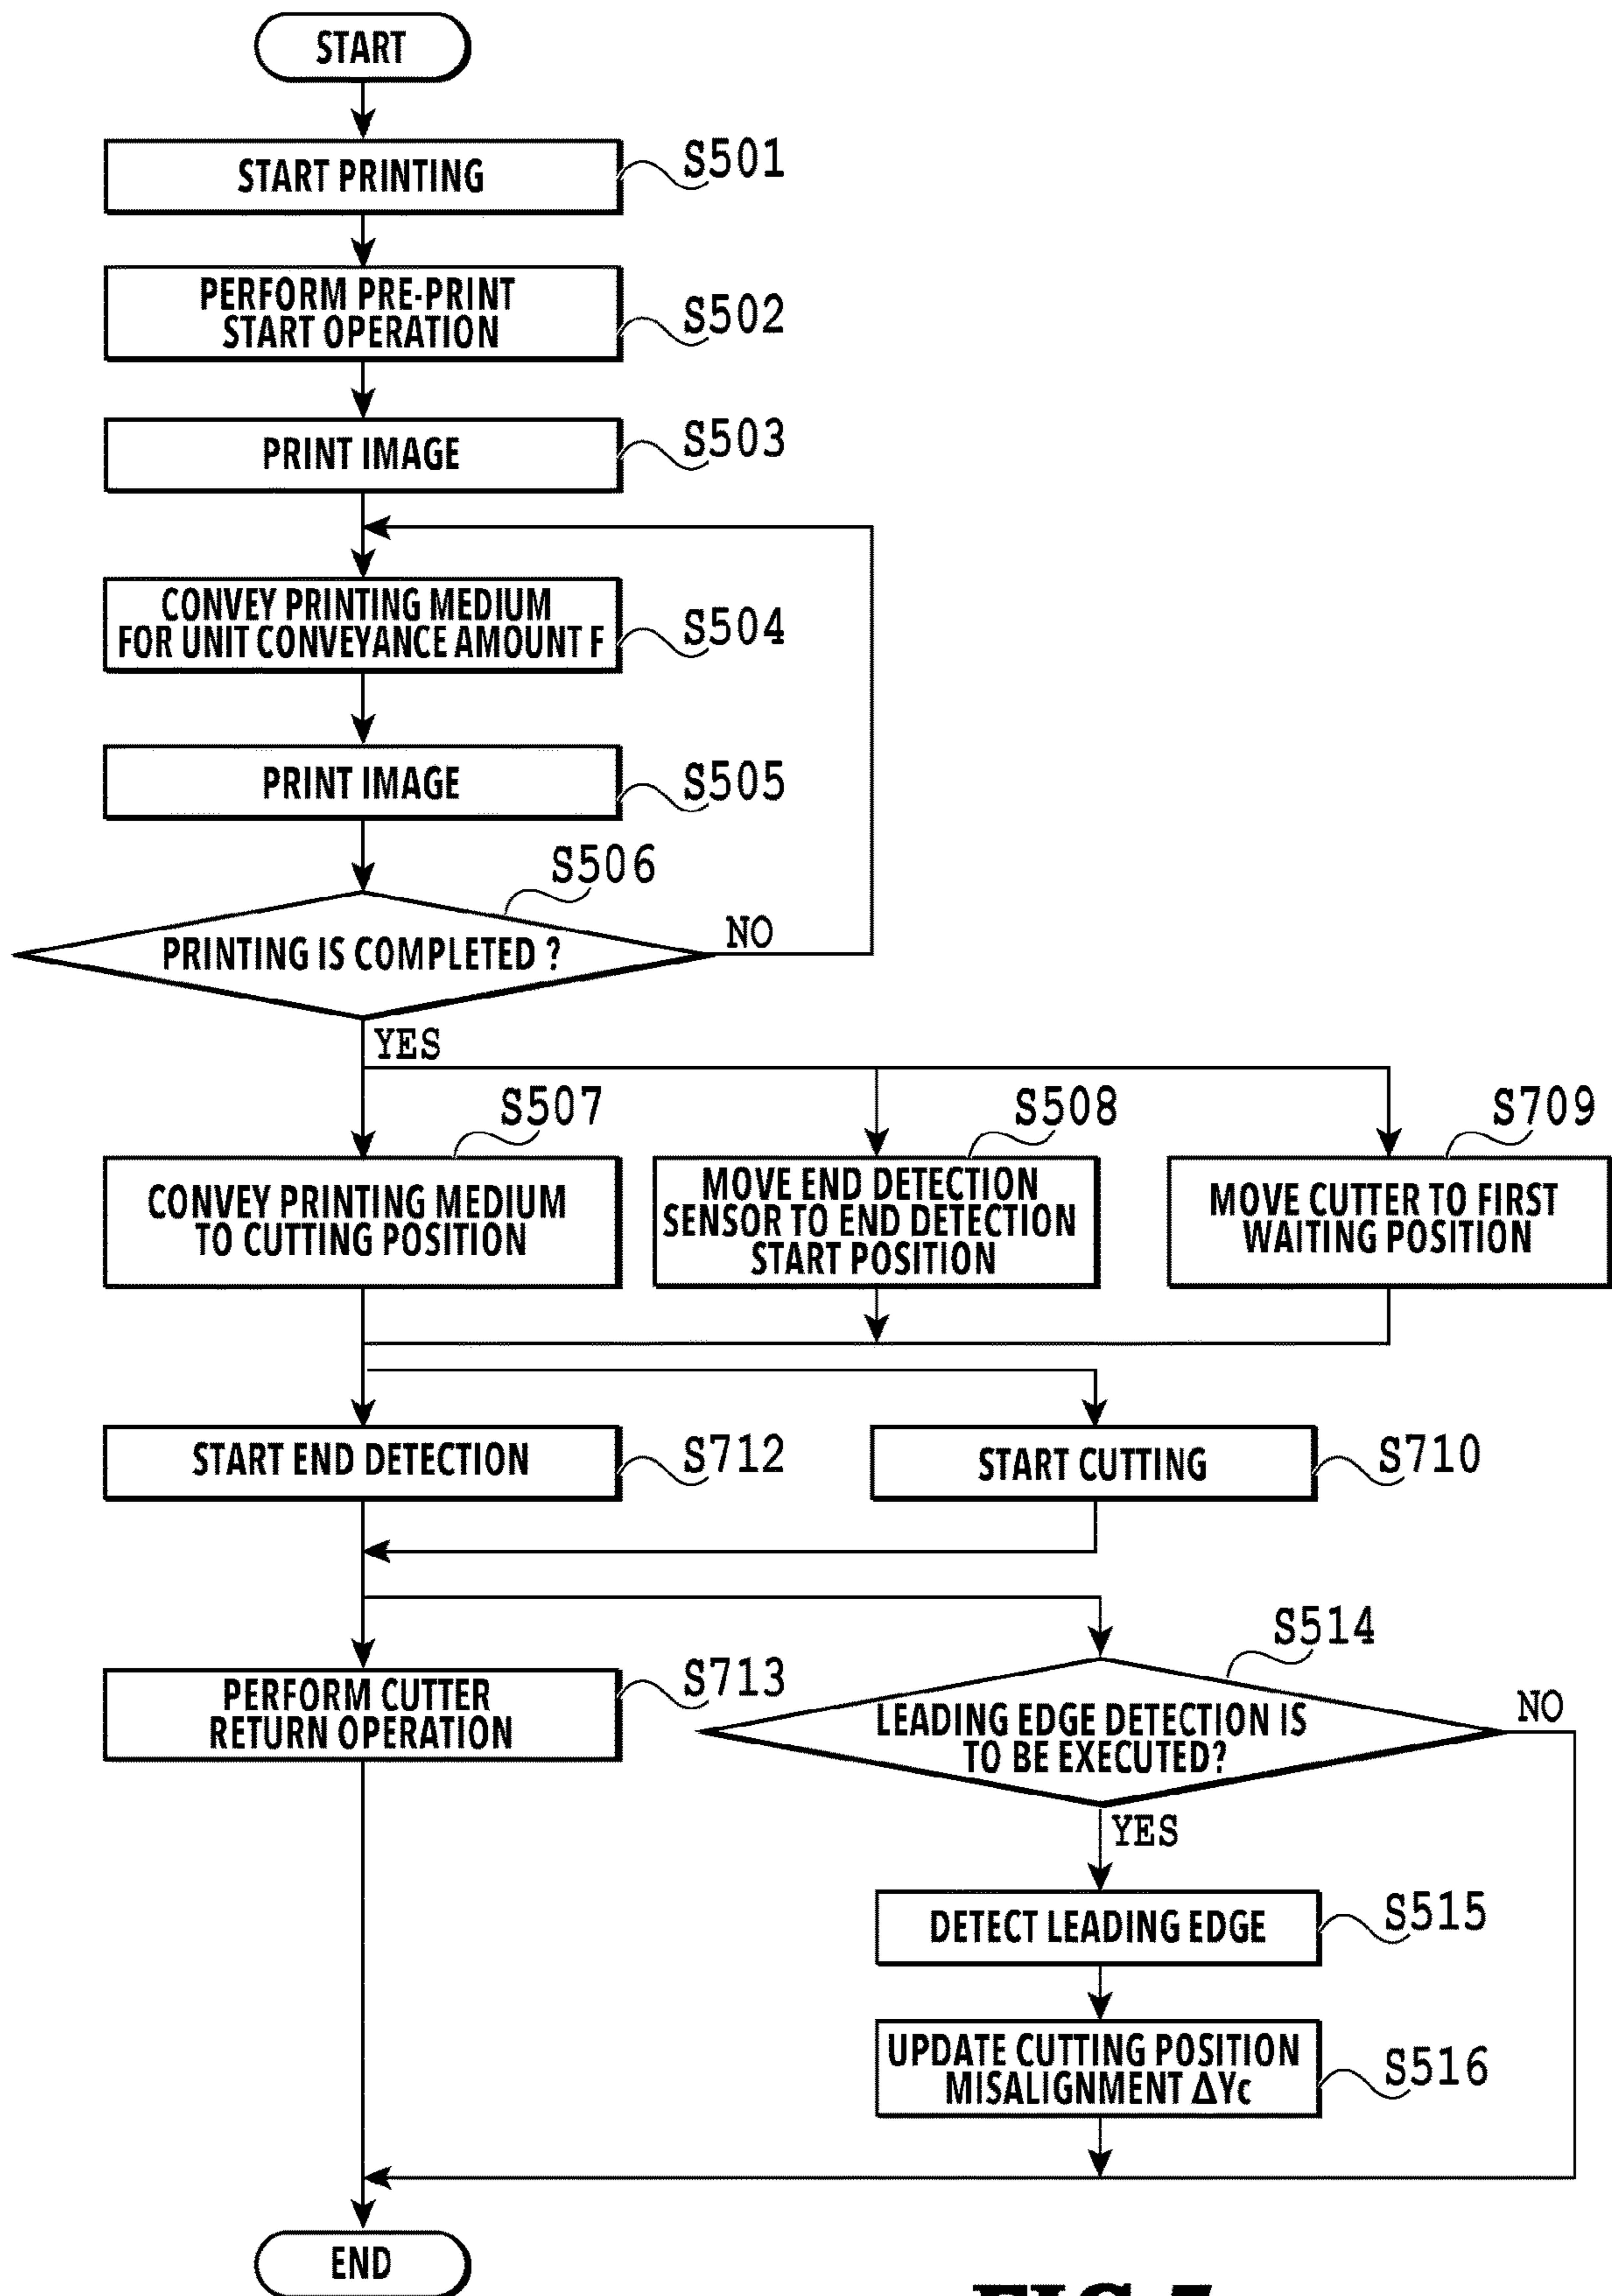 START
START PRINTING
S501
PERFORM PRE-PRINT
START OPERATION
S502
PRINT IMAGE
S503
CONVEY PRINTING MEDIUM
FOR UNIT CONVEYANCE AMOUNT F
S504
PRINT IMAGE
S505
S506
PRINTING IS COMPLETED ?
NO
YES
S507
CONVEY PRINTING MEDIUM
TO CUTTING POSITION
S508
MOVE END DETECTION
SENSOR TO END DETECTION
START POSITION
S709
MOVE CUTTER TO FIRST
WAITING POSITION
START END DETECTION
S712
START CUTTING
S710
PERFORM CUTTER
RETURN OPERATION
S713
S514
LEADING EDGE DETECTION IS
TO BE EXECUTED?
NO
YES
DETECT LEADING EDGE
S515
UPDATE CUTTING POSITION
MISALIGNMENT ΔYc
S516
END